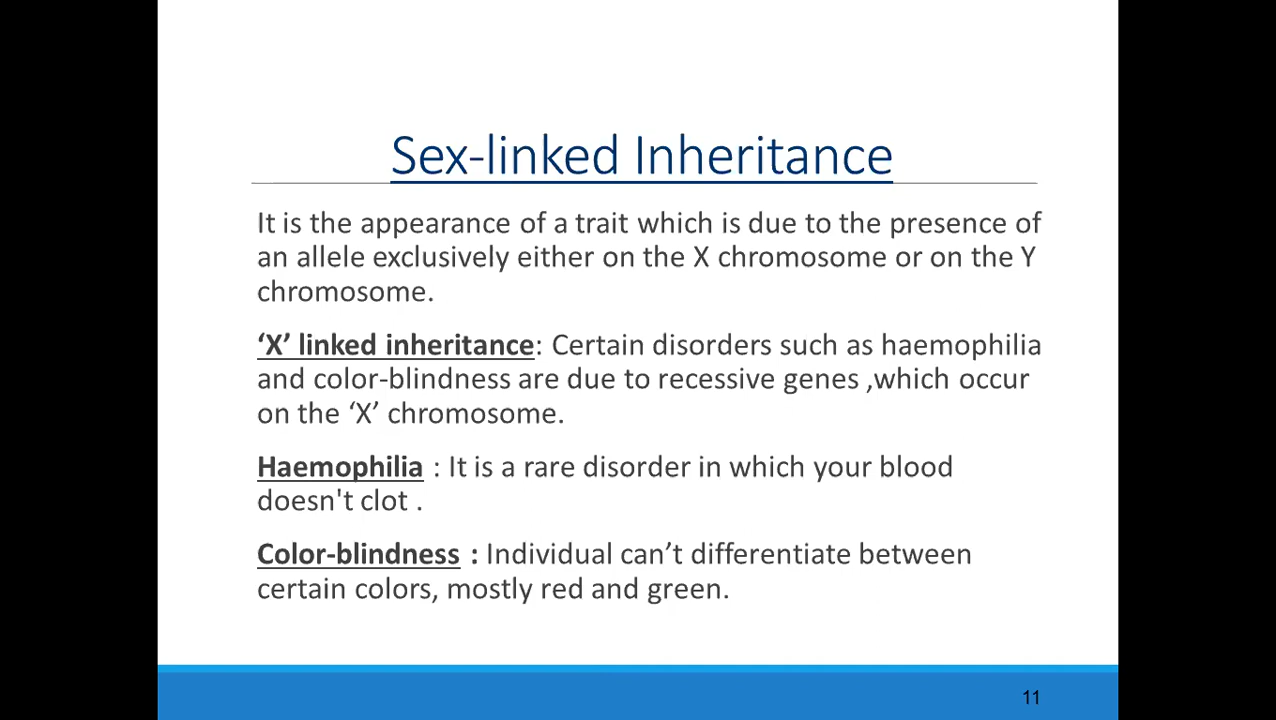 Sex-linked Inheritance
It is the appearance of a trait which is due to the presence of
an allele exclusively either on the X chromosome or on the Y
chromosome.
‘X’ linked inheritance: Certain disorders such as haemophilia
and color-blindness are due to recessive genes ,which occur
on the ‘X’ chromosome.
Haemophilia : It is a rare disorder in which your blood
doesn't clot .
Color-blindness : Individual can’t differentiate between
certain colors, mostly red and green.
11